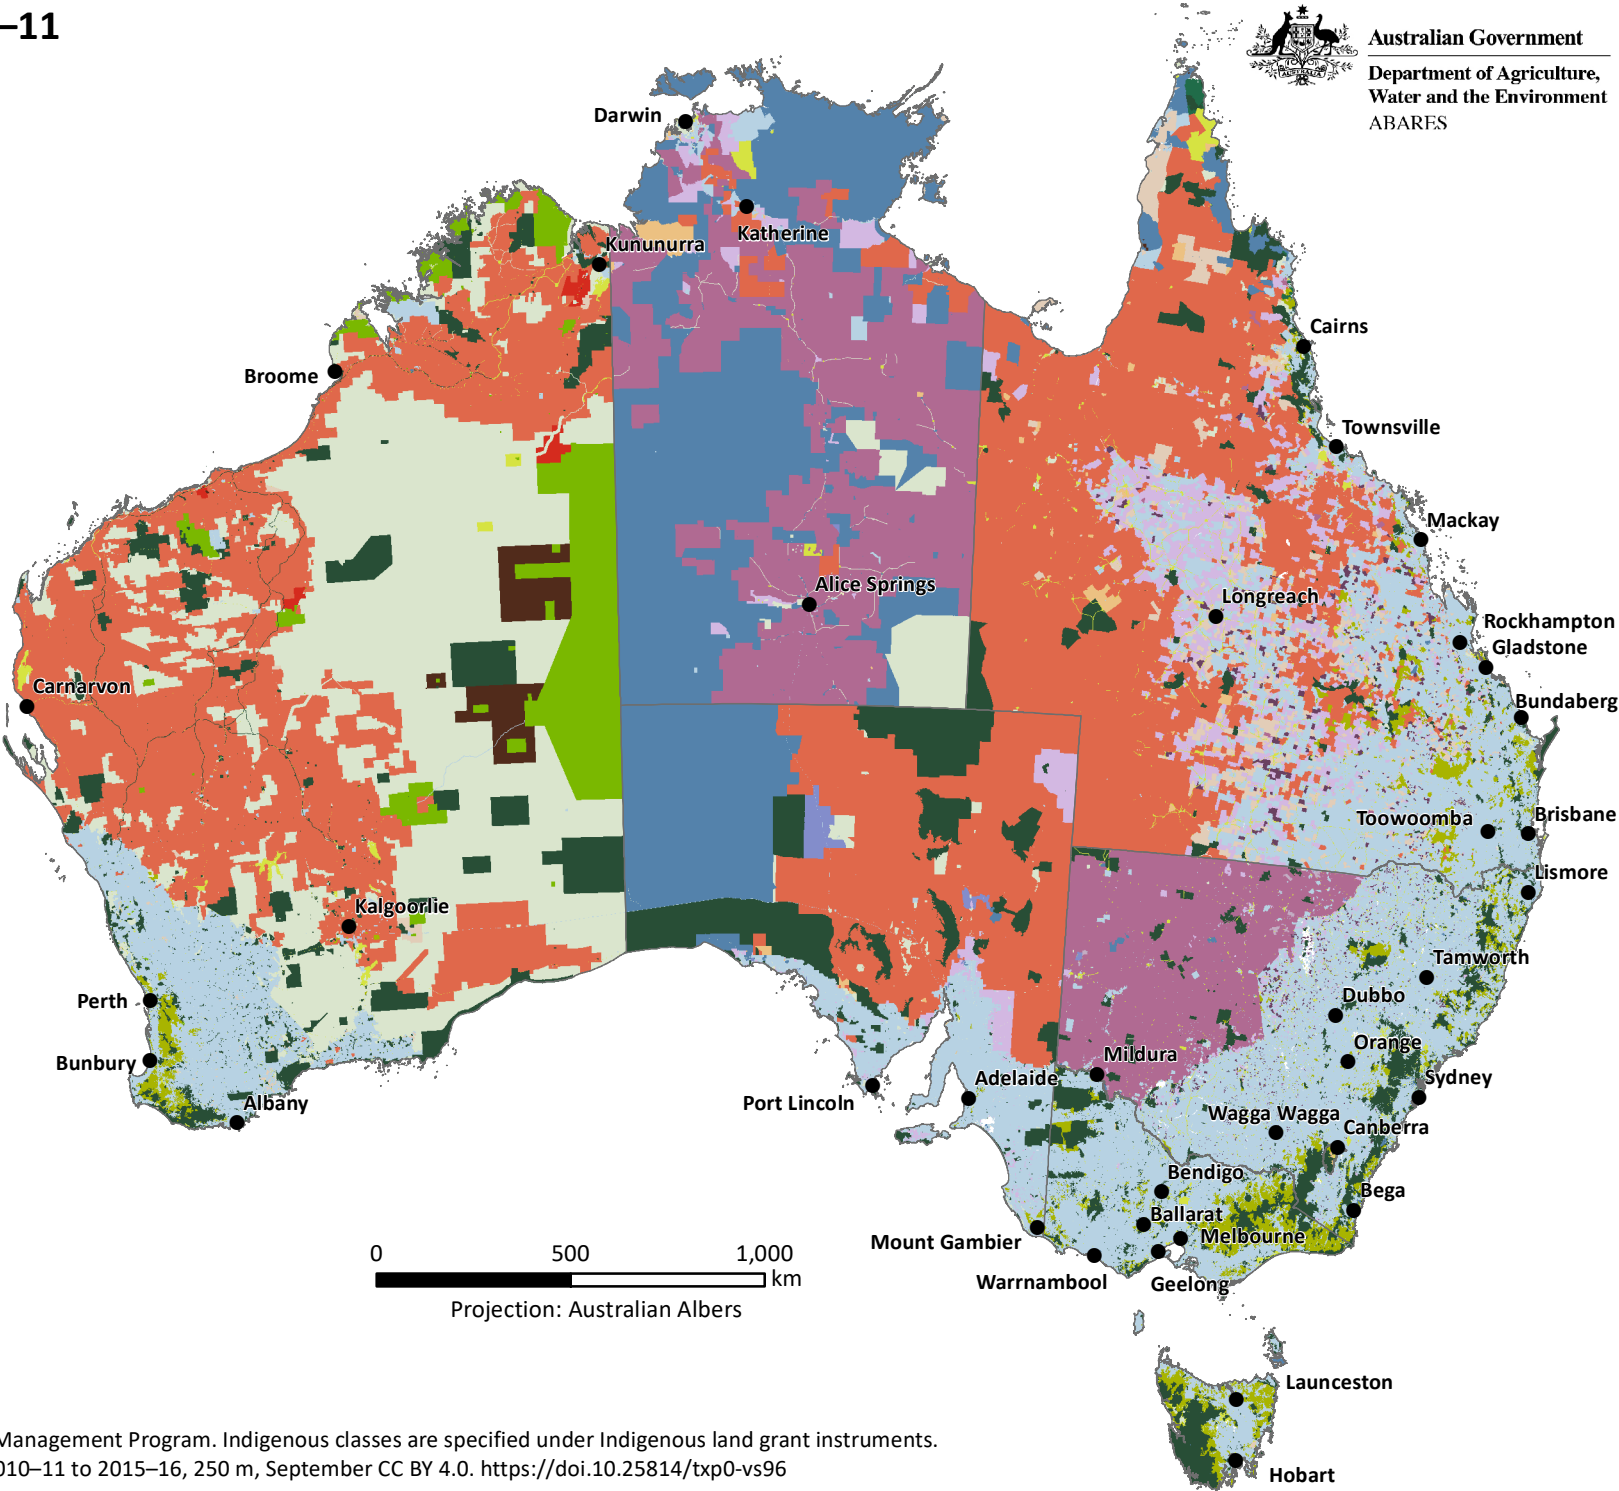 –11
Australian Government
Department of Agriculture,
Water and the Environment
ABARES
AUSTRALIA
Darwin
Katherine
Kununurra
Cairns
Broome
Townsville
Mackay
Alice Springs
Longreach
Rockhampton
Gladstone
Carnarvon
Bundaberg
Toowoomba
Brisbane
Lismore
Kalgoorlie
Tamworth
Perth
Dubbo
Orange
Bunbury
Mildura
Sydney
Adelaide
Albany
Port Lincoln
Wagga Wagga
Canberra
Bendigo
Bega
Ballarat
Mount Gambier
Melbourne
Warrnambool
Geelong
0 500 1,000
km
Projection: Australian Albers
Launceston
Management Program. Indigenous classes are specified under Indigenous land grant instruments.
010–11 to 2015–16, 250 m, September CC BY 4.0. https://doi.org/10.25814/txp0-vs96
Hobart